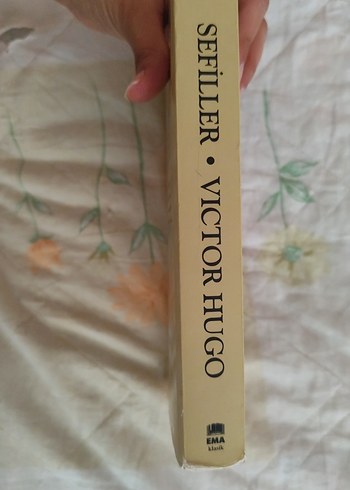 SEFİLLER • VICTOR HUGO
EMA
klasik